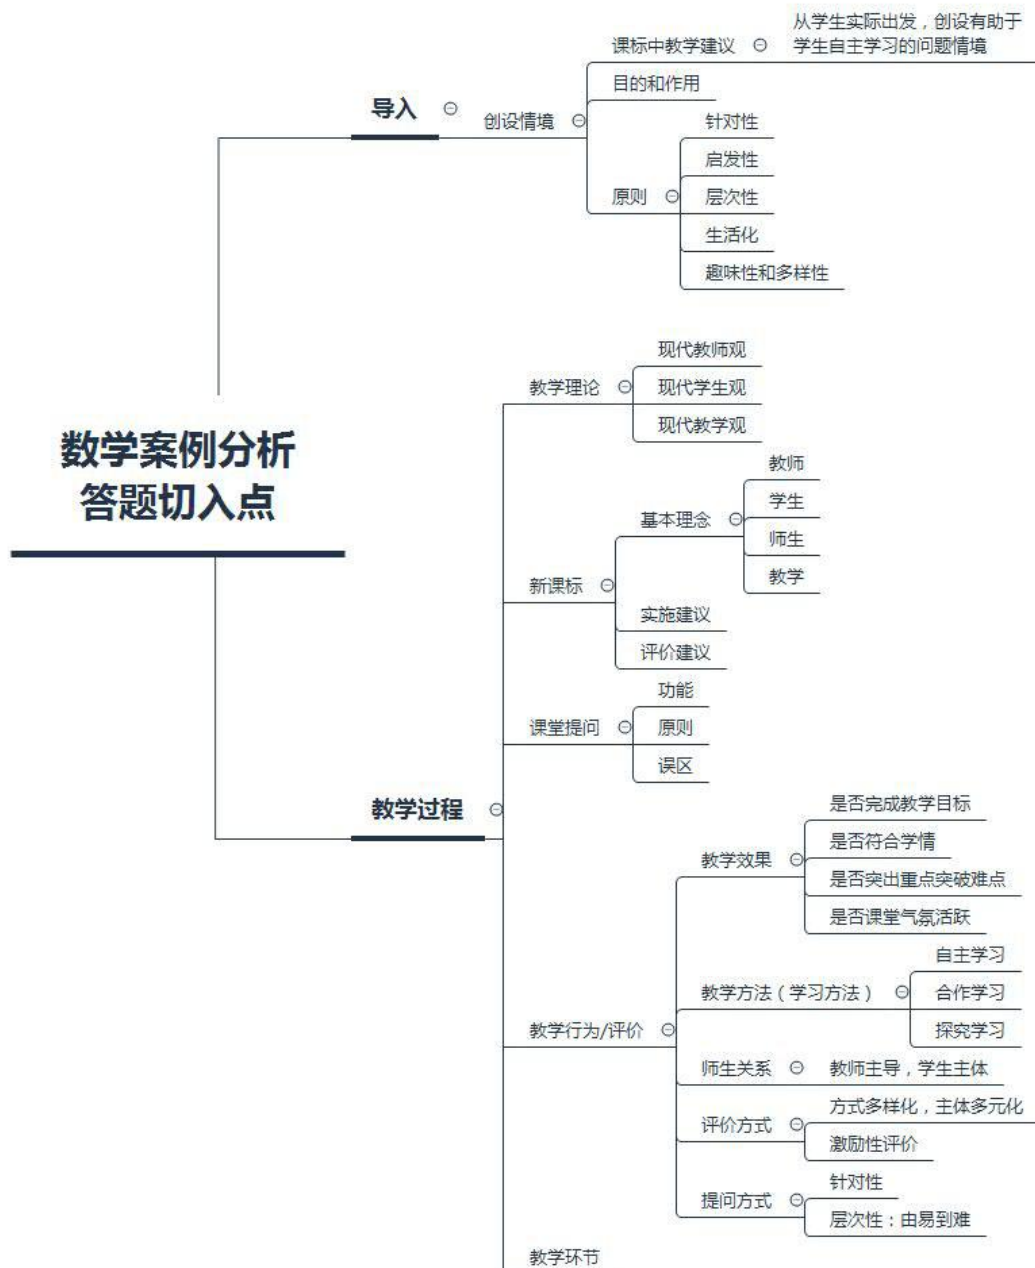 数学案例分析
答题切入点
导入
创设情境
课标中教学建议
从学生实际出发，创设有助于
学生自主学习的问题情境
目的和作用
原则
针对性
启发性
层次性
生活化
趣味性和多样性
教学过程
教学理论
现代教师观
现代学生观
现代教学观
新课标
基本理念
教师
学生
师生
教学
实施建议
评价建议
课堂提问
功能
原则
误区
教学行为/评价
教学效果
是否完成教学目标
是否符合学情
是否突出重点突破难点
是否课堂气氛活跃
教学方法（学习方法）
自主学习
合作学习
探究学习
师生关系
教师主导，学生主体
评价方式
方式多样化，主体多元化
激励性评价
提问方式
针对性
层次性：由易到难
教学环节